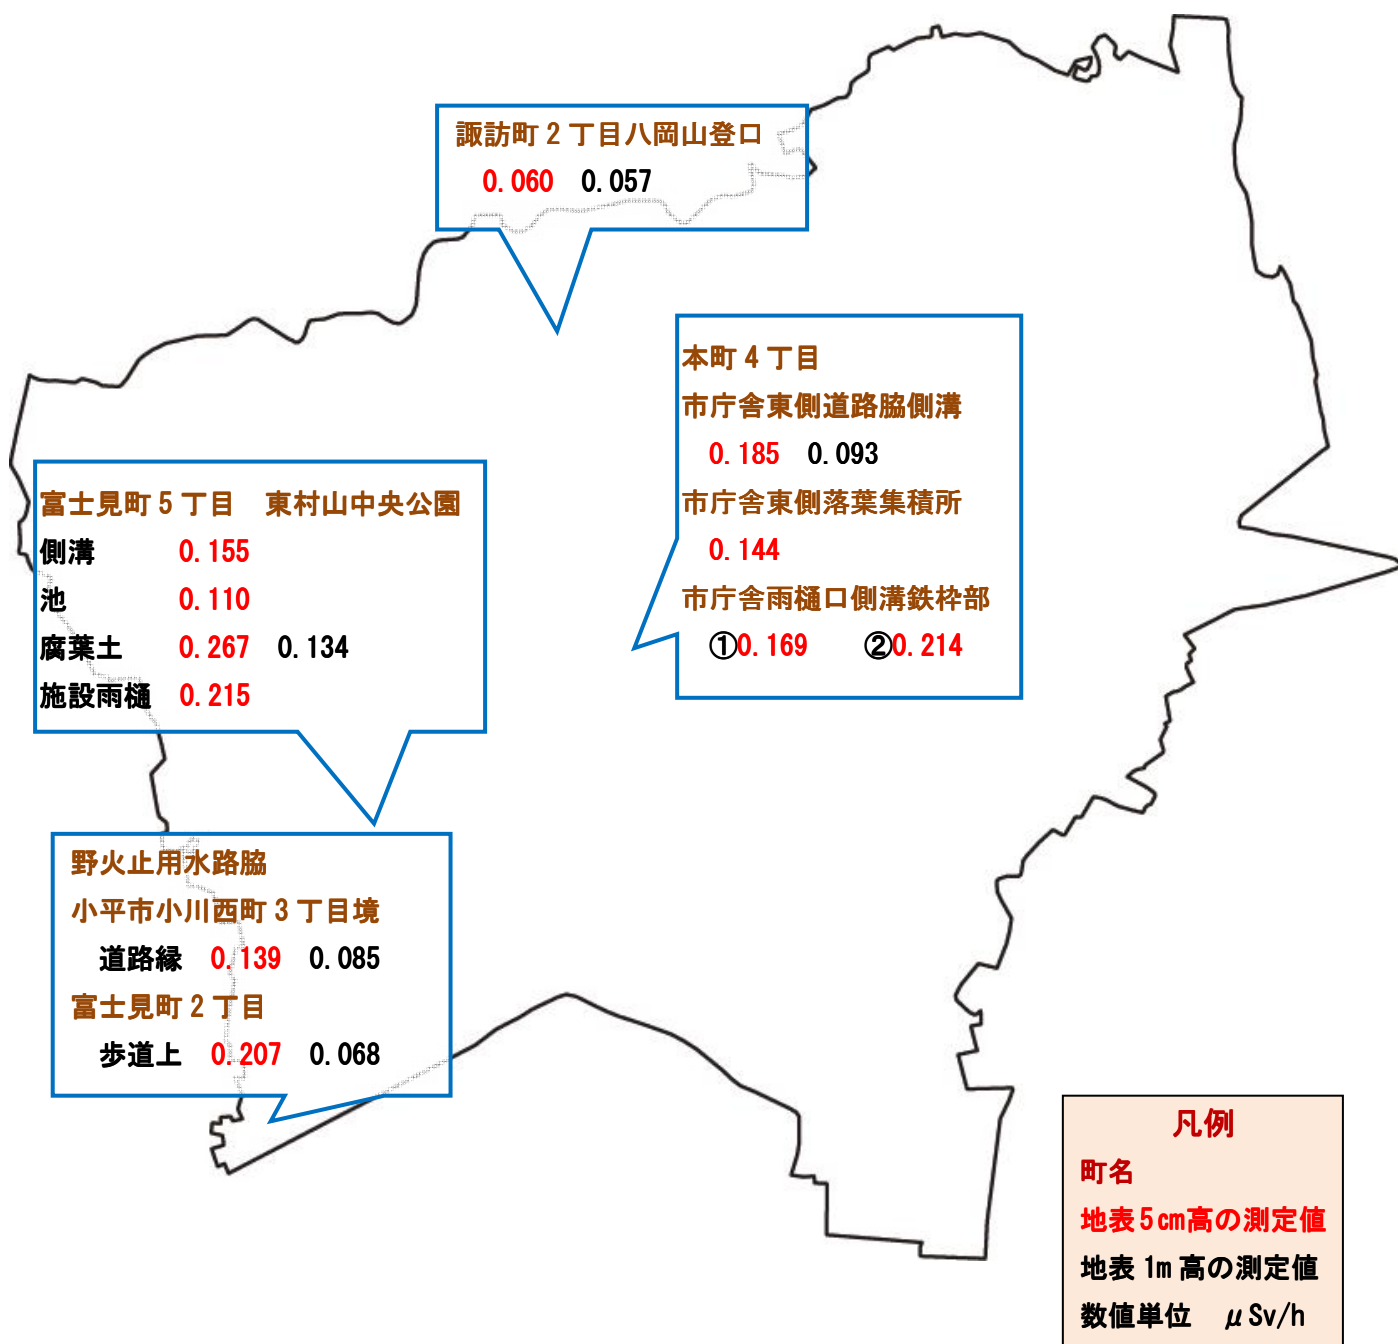 諏訪町2丁目八岡山登口
0.060 0.057
本町4丁目
市庁舎東側道路脇側溝
0.185 0.093
市庁舎東側落葉集積所
0.144
市庁舎雨樋口側溝鉄枠部
①0.169 ②0.214
富士見町5丁目 東村山中央公園
側溝 0.155
池 0.110
腐葉土 0.267 0.134
施設雨樋 0.215
野火止用水路脇
小平市小川西町3丁目境
道路縁 0.139 0.085
富士見町2丁目
歩道上 0.207 0.068
凡例
町名
地表5㎝高の測定値
地表1m高の測定値
数値単位 μSv/h